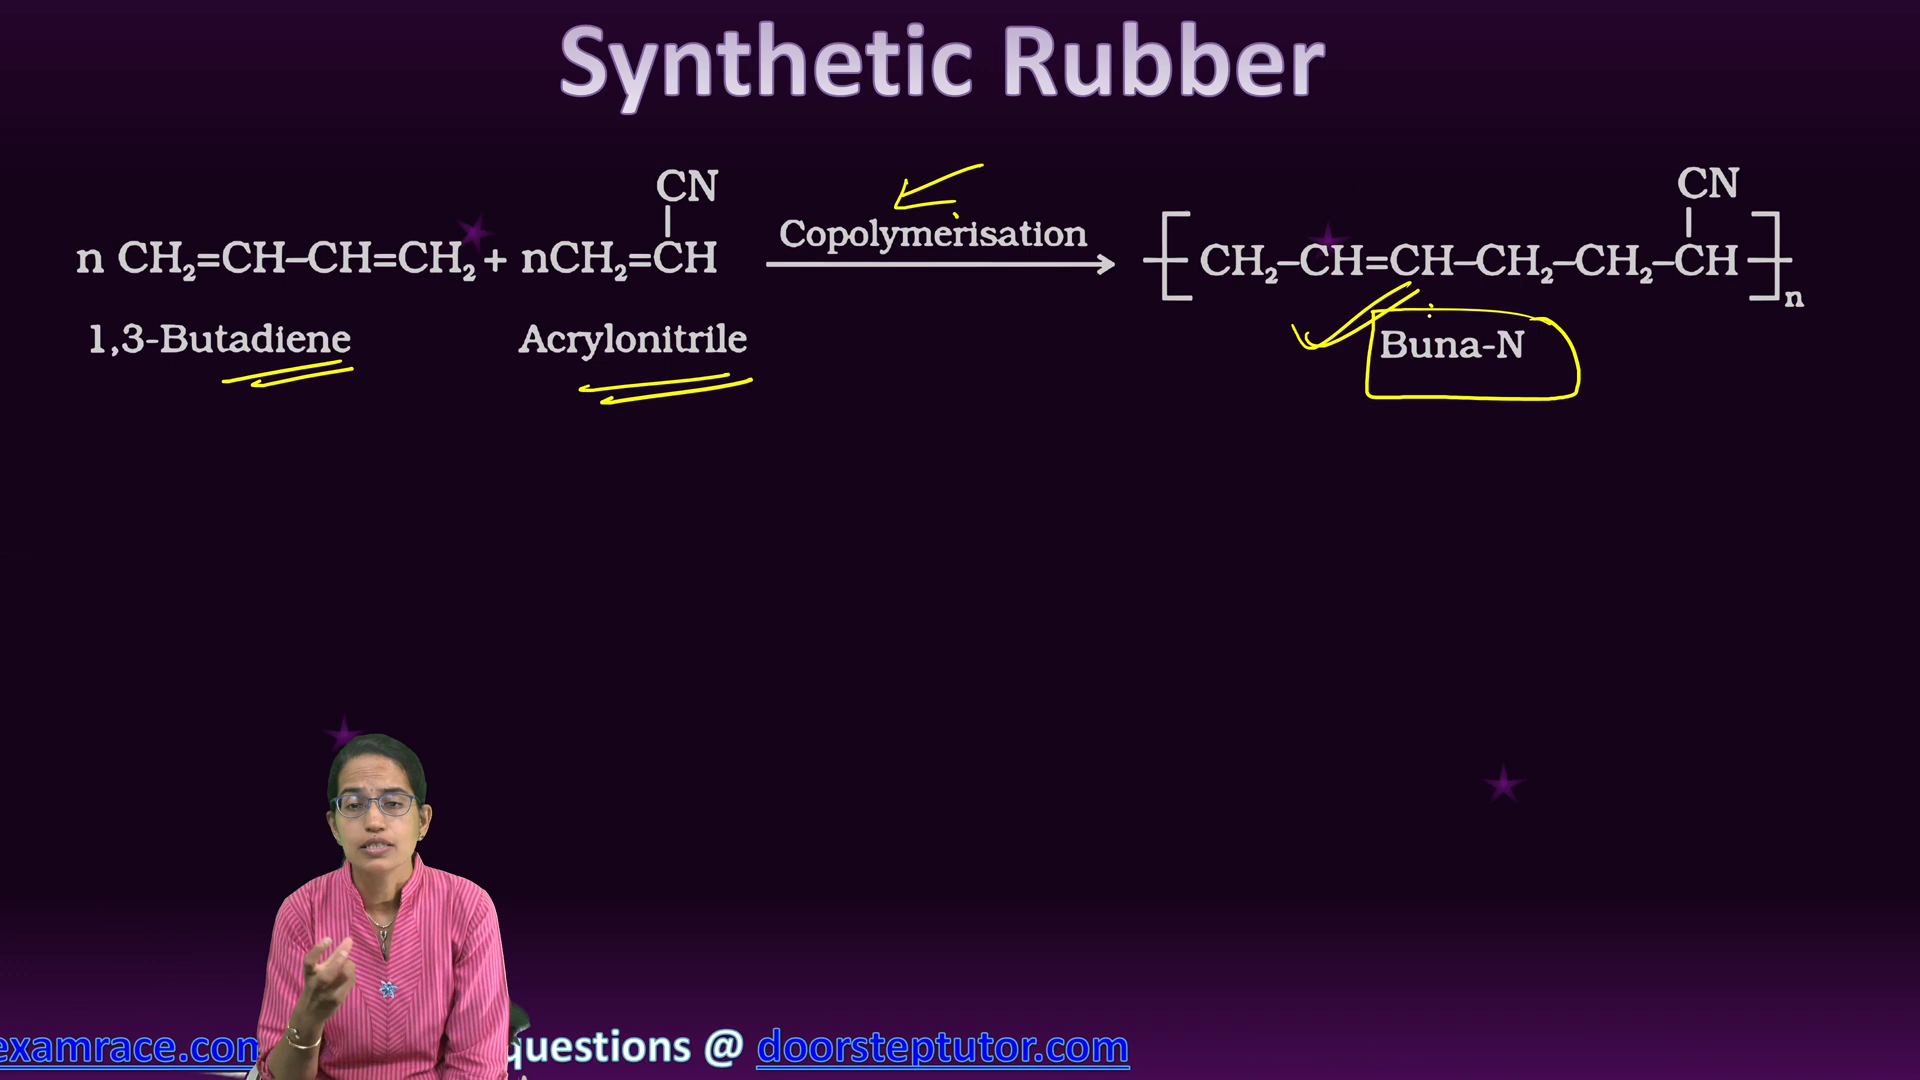 Synthetic Rubber
CN CN
n CH₂=CH–CH=CH₂ + nCH₂=CH Copolymerisation [CH₂–CH=CH–CH₂–CH₂–CH]n
1,3-Butadiene Acrylonitrile Buna-N
examrace.com questions @ doorsteptutor.com